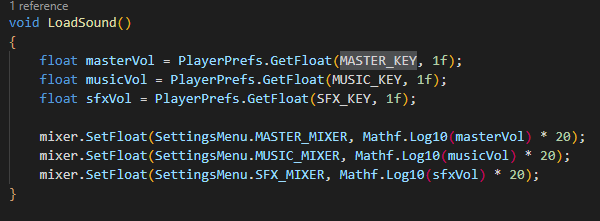 1 reference
void LoadSound()
{
    float masterVol = PlayerPrefs.GetFloat(MASTER_KEY, 1f);
    float musicVol = PlayerPrefs.GetFloat(MUSIC_KEY, 1f);
    float sfxVol = PlayerPrefs.GetFloat(SFX_KEY, 1f);

    mixer.SetFloat(SettingsMenu.MASTER_MIXER, Mathf.Log10(masterVol) * 20);
    mixer.SetFloat(SettingsMenu.MUSIC_MIXER, Mathf.Log10(musicVol) * 20);
    mixer.SetFloat(SettingsMenu.SFX_MIXER, Mathf.Log10(sfxVol) * 20);
}